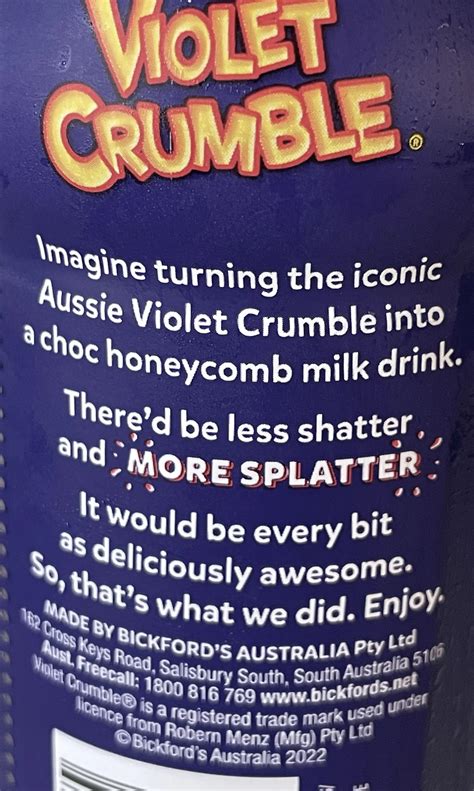 VIOLET
CRUMBLE®
Imagine turning the iconic
Aussie Violet Crumble into
a choc honeycomb milk drink.
There'd be less shatter
and MORE SPLATTER
It would be every bit
as deliciously awesome.
So, that's what we did. Enjoy.
MADE BY BICKFORD'S AUSTRALIA Pty Ltd
162 Cross Keys Road, Salisbury South, South Australia 5106
Aust. Freecall: 1800 816 769 www.bickfords.net
Violet Crumble® is a registered trade mark used under
licence from Robern Menz (Mfg) Pty Ltd
©Bickford's Australia 2022